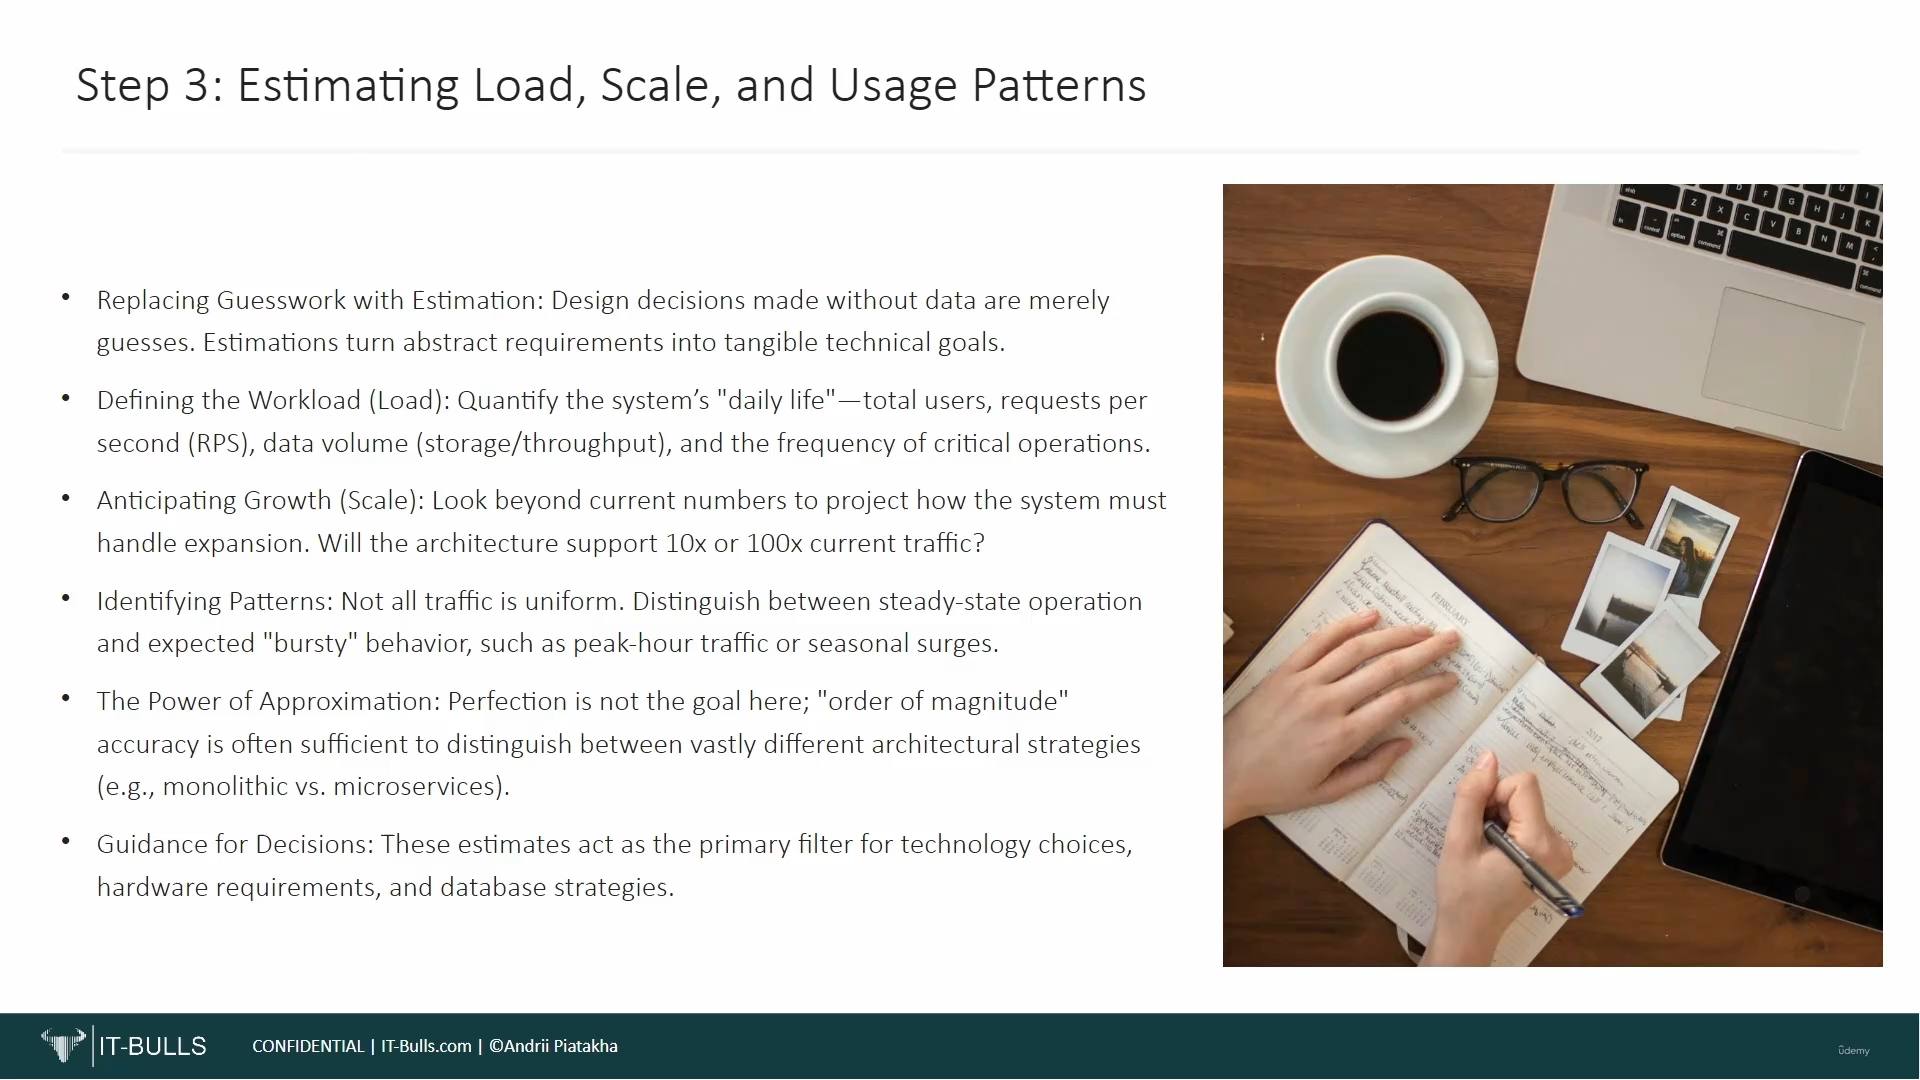 Step 3: Estimating Load, Scale, and Usage Patterns
• Replacing Guesswork with Estimation: Design decisions made without data are merely
guesses. Estimations turn abstract requirements into tangible technical goals.
• Defining the Workload (Load): Quantify the system’s "daily life"—total users, requests per
second (RPS), data volume (storage/throughput), and the frequency of critical operations.
• Anticipating Growth (Scale): Look beyond current numbers to project how the system must
handle expansion. Will the architecture support 10x or 100x current traffic?
• Identifying Patterns: Not all traffic is uniform. Distinguish between steady-state operation
and expected "bursty" behavior, such as peak-hour traffic or seasonal surges.
• The Power of Approximation: Perfection is not the goal here; "order of magnitude"
accuracy is often sufficient to distinguish between vastly different architectural strategies
(e.g., monolithic vs. microservices).
• Guidance for Decisions: These estimates act as the primary filter for technology choices,
hardware requirements, and database strategies.
FEBRUARY
2017
IT-BULLS
CONFIDENTIAL | IT-Bulls.com | ©Andrii Piatakha
udemy